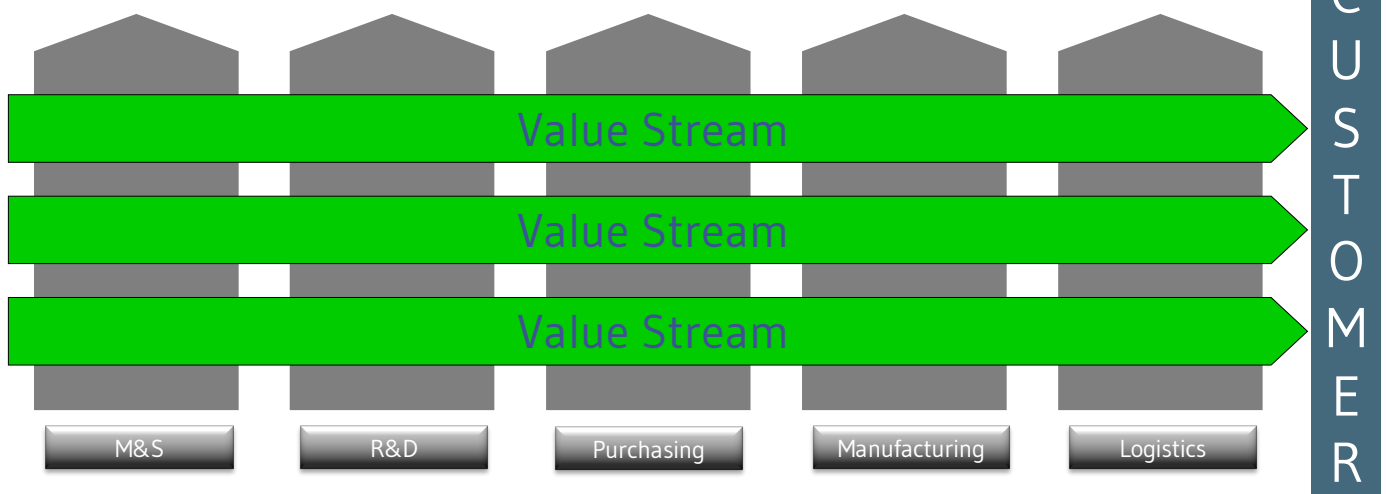 Value Stream
Value Stream
Value Stream
M&S
R&D
Purchasing
Manufacturing
Logistics
CUSTOMER